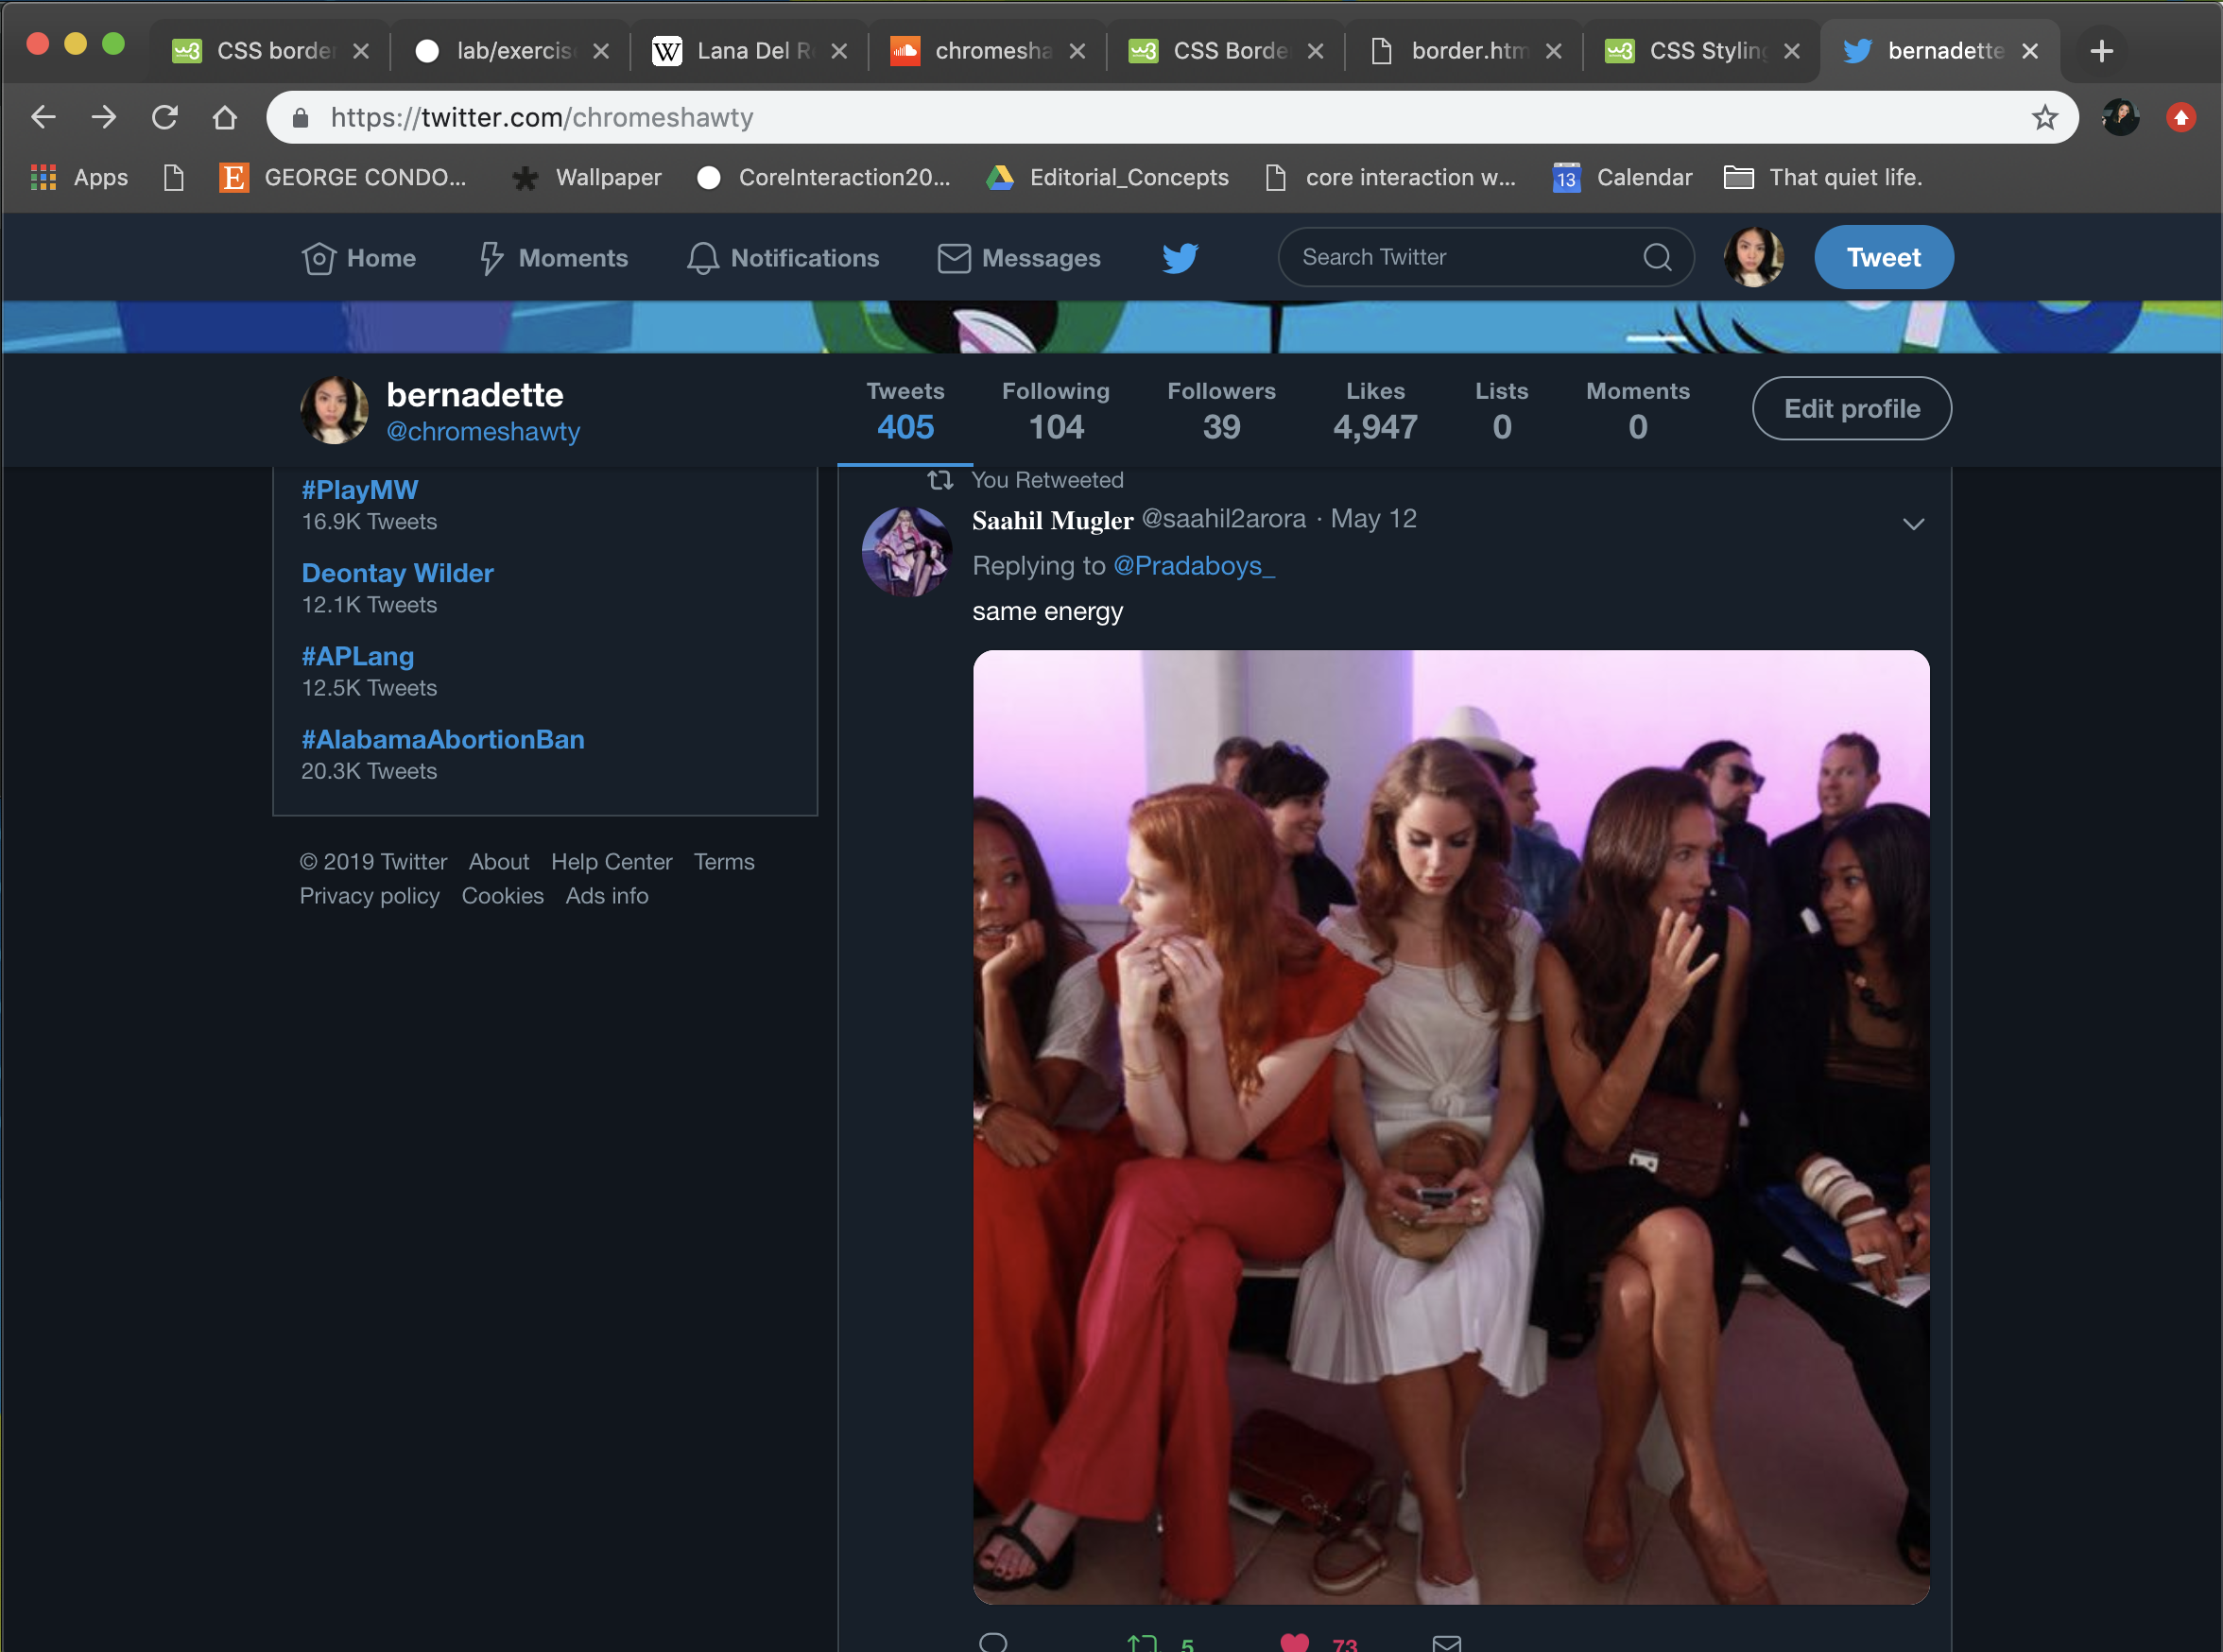 CSS borde
lab/exercis
Lana Del R
chromesha
CSS Borde
border.htm
CSS Styling
bernadette
https://twitter.com/chromeshawty
Apps
GEORGE CONDO...
Wallpaper
CoreInteraction20...
Editorial_Concepts
core interaction w...
13
Calendar
That quiet life.
Home
Moments
Notifications
Messages
Search Twitter
Tweet
bernadette
@chromeshawty
Tweets
405
Following
104
Followers
39
Likes
4,947
Lists
0
Moments
0
Edit profile
#PlayMW
16.9K Tweets
Deontay Wilder
12.1K Tweets
#APLang
12.5K Tweets
#AlabamaAbortionBan
20.3K Tweets
© 2019 Twitter About Help Center Terms
Privacy policy Cookies Ads info
You Retweeted
Saahil Mugler @saahil2arora · May 12
Replying to @Pradaboys_
same energy
5
73